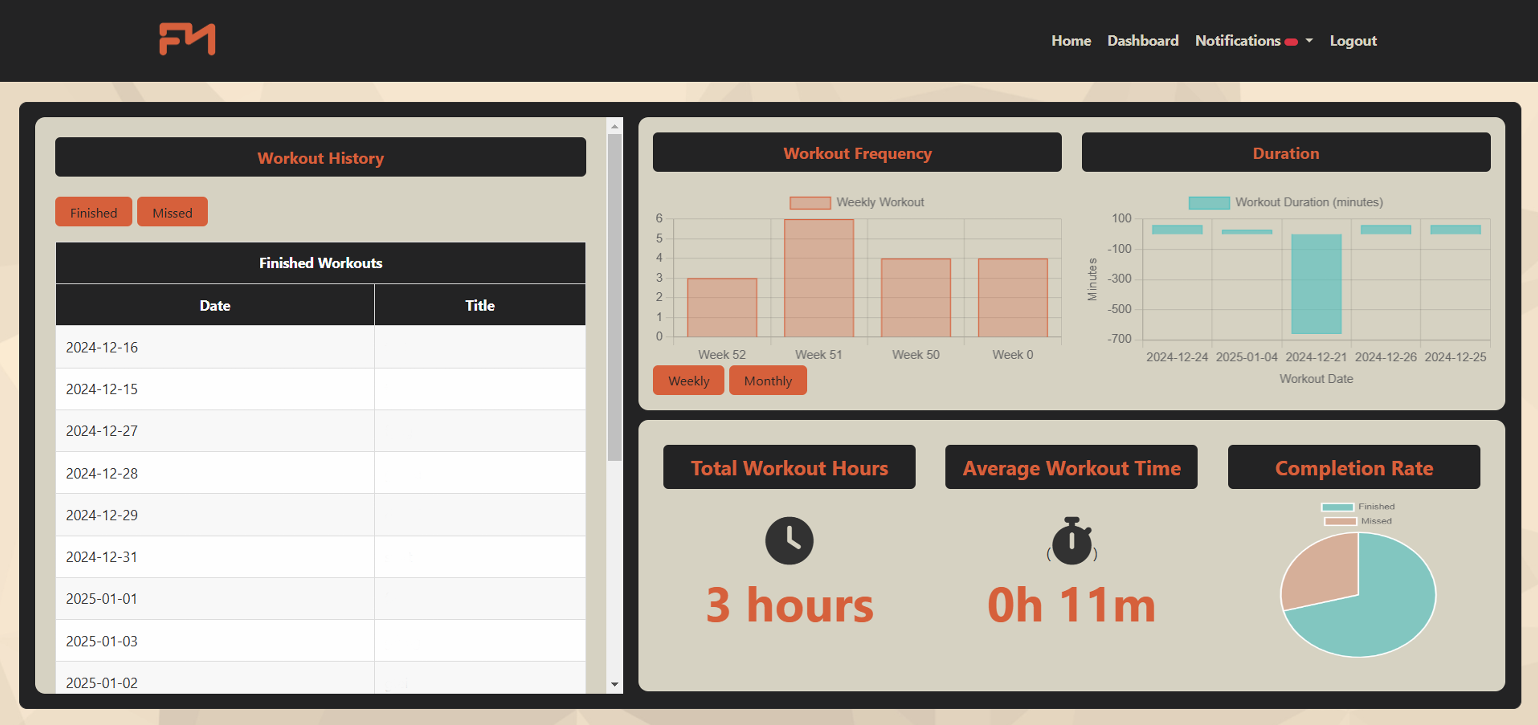 FM
Home Dashboard Notifications Logout
Workout History
Finished Missed
Finished Workouts
Date Title
2024-12-16
2024-12-15
2024-12-27
2024-12-28
2024-12-29
2024-12-31
2025-01-01
2025-01-03
2025-01-02
Workout Frequency
Weekly Workout
6
5
4
3
2
1
0
Week 52 Week 51 Week 50 Week 0
Weekly Monthly
Duration
Workout Duration (minutes)
Minutes
100
-100
-300
-500
-700
2024-12-24 2025-01-04 2024-12-21 2024-12-26 2024-12-25
Workout Date
Total Workout Hours
3 hours
Average Workout Time
0h 11m
Completion Rate
Finished
Missed